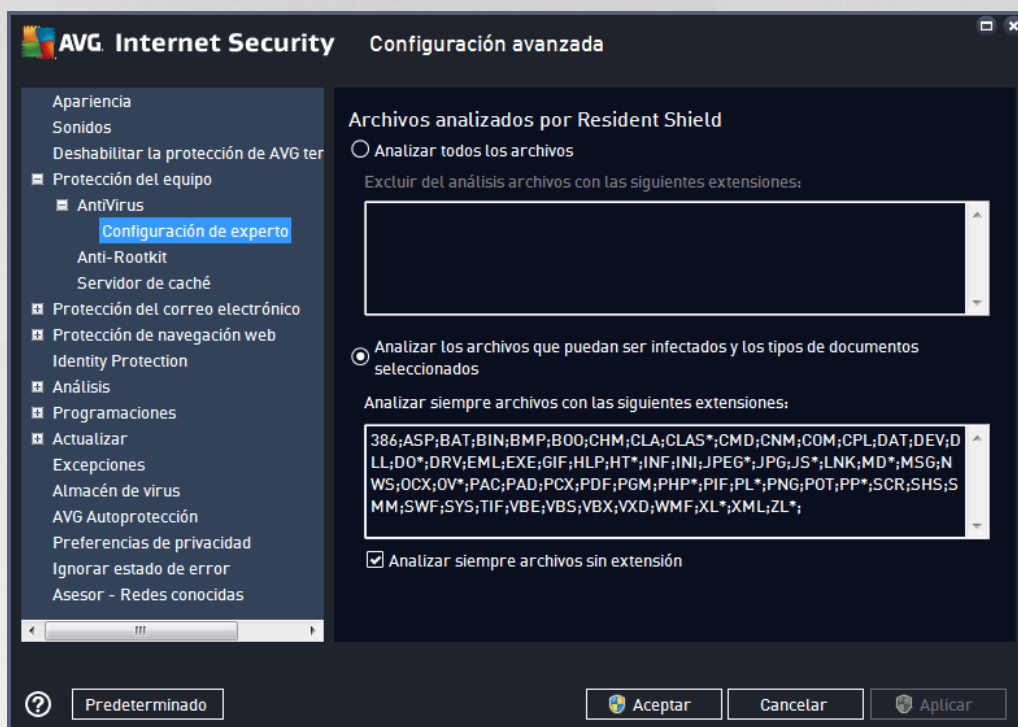 AVG. Internet Security
Configuración avanzada
Apariencia
Sonidos
Deshabilitar la protección de AVG ter
Protección del equipo
AntiVirus
Configuración de experto
Anti-Rootkit
Servidor de caché
Protección del correo electrónico
Protección de navegación web
Identity Protection
Análisis
Programaciones
Actualizar
Excepciones
Almacén de virus
AVG Autoprotección
Preferencias de privacidad
Ignorar estado de error
Asesor - Redes conocidas
Archivos analizados por Resident Shield
Analizar todos los archivos
Excluir del análisis archivos con las siguientes extensiones:
Analizar los archivos que puedan ser infectados y los tipos de documentos
seleccionados
Analizar siempre archivos con las siguientes extensiones:
386;ASP;BAT;BIN;BMP;BOO;CHM;CLA;CLAS*;CMD;CNM;COM;CPL;DAT;DEV;D
LL;DO*;DRV;EML;EXE;GIF;HLP;HT*;INF;INI;JPEG*;JPG;JS*;LNK;MD*;MSG;N
WS;OCX;OV*;PAC;PAD;PCX;PDF;PGM;PHP*;PIF;PL*;PNG;POT;PP*;SCR;SHS;S
MM;SWF;SYS;TIF;VBE;VBS;VBX;VXD;WMF;XL*;XML;ZL*;
Analizar siempre archivos sin extensión
Predeterminado
Aceptar
Cancelar
Aplicar